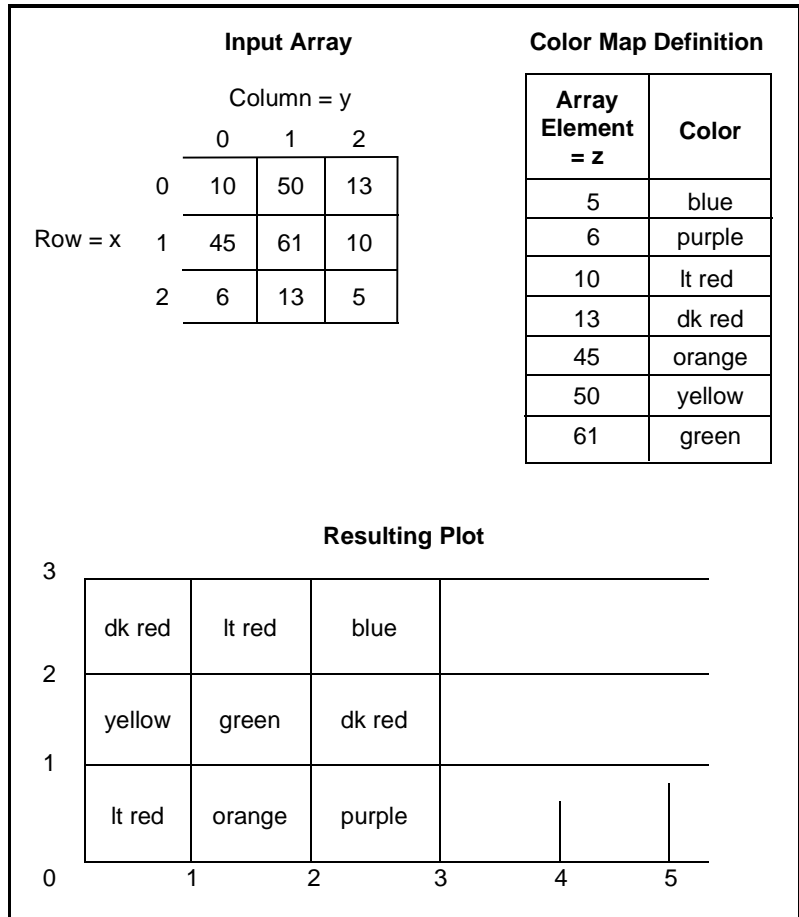 Input Array
Color Map Definition
Column = y
0 1 2
0 10 50 13
Row = x 1 45 61 10
2 6 13 5
Array Element = z Color
5 blue
6 purple
10 lt red
13 dk red
45 orange
50 yellow
61 green
Resulting Plot
3
dk red lt red blue
2
yellow green dk red
1
lt red orange purple
0 1 2 3 4 5